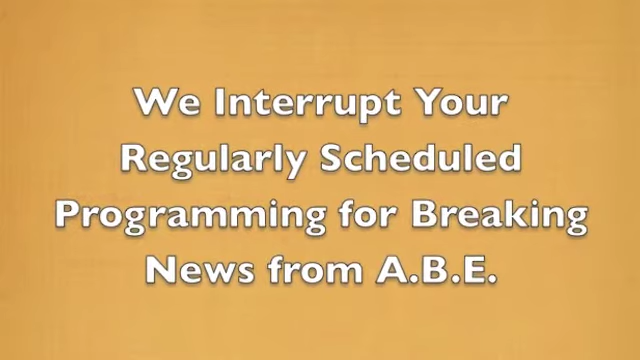 We Interrupt Your
Regularly Scheduled
Programming for Breaking
News from A.B.E.